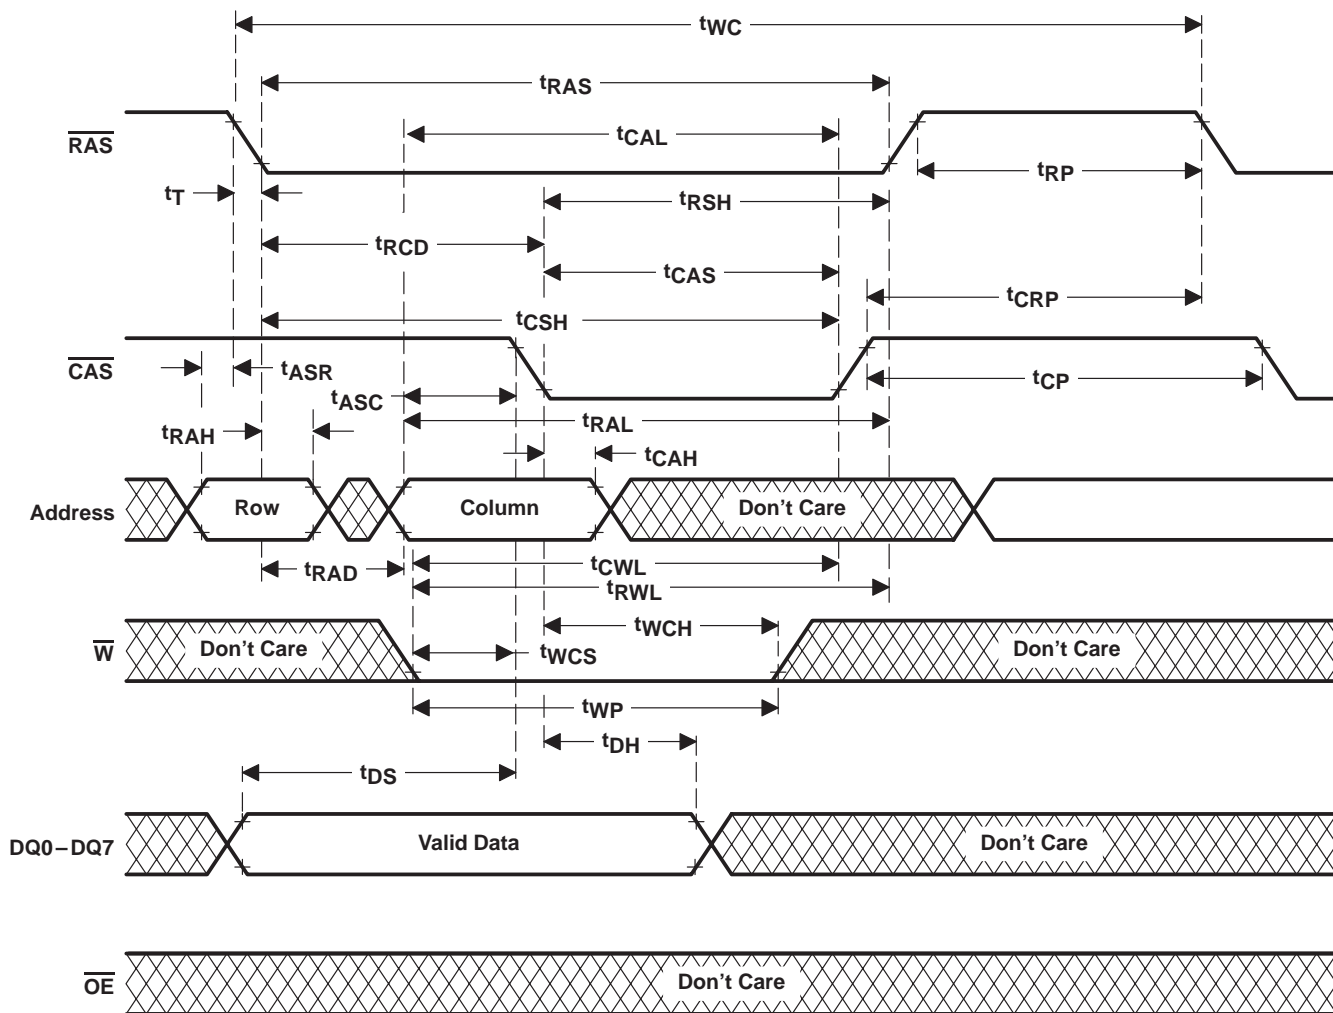 tWC
tRAS
tCAL
RAS
tRP
tT
tRSH
tRCD
tCAS
tCRP
tCSH
CAS
tASR
tCP
tASC
tRAL
tRAH
tCAH
Address
Row
Column
Don't Care
tCWL
tRAD
tRWL
tWCH
W
Don't Care
tWCS
Don't Care
tWP
tDH
tDS
DQ0–DQ7
Valid Data
Don't Care
OE
Don't Care